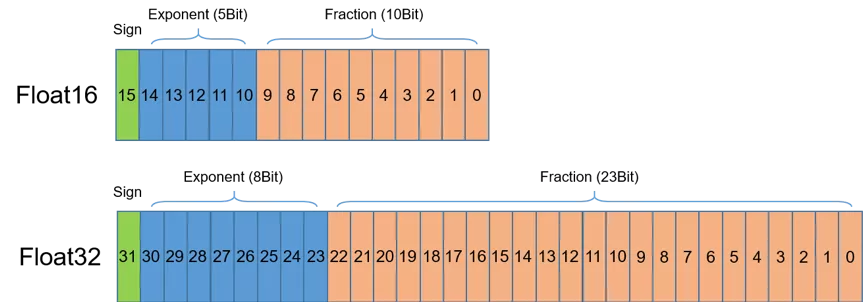 Exponent (5Bit) Fraction (10Bit)
Sign
Float16 15 14 13 12 11 10 9 8 7 6 5 4 3 2 1 0
Exponent (8Bit) Fraction (23Bit)
Sign
Float32 31 30 29 28 27 26 25 24 23 22 21 20 19 18 17 16 15 14 13 12 11 10 9 8 7 6 5 4 3 2 1 0